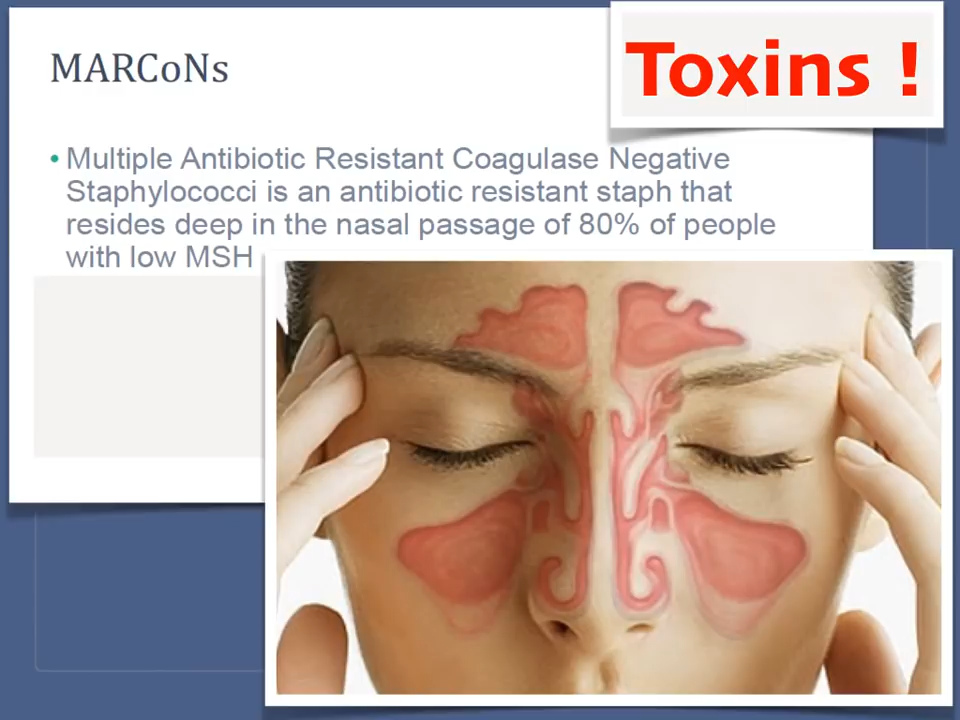 MARCoNs
Toxins !
• Multiple Antibiotic Resistant Coagulase Negative
Staphylococci is an antibiotic resistant staph that
resides deep in the nasal passage of 80% of people
with low MSH